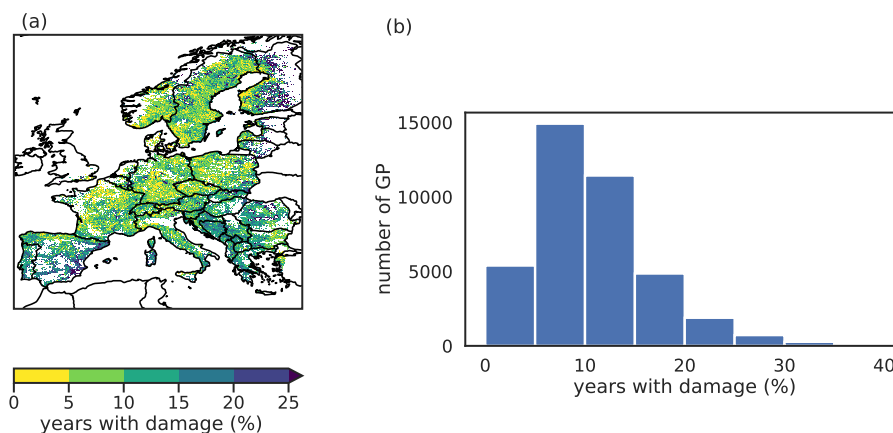 (a)
0 5 10 15 20 25
years with damage (%)
(b)
number of GP
15000
10000
5000
0
0 10 20 30 40
years with damage (%)